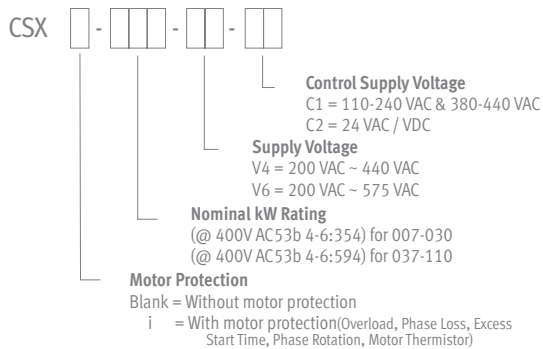 CSX - - -
Control Supply Voltage
C1 = 110-240 VAC & 380-440 VAC
C2 = 24 VAC / VDC
Supply Voltage
V4 = 200 VAC ~ 440 VAC
V6 = 200 VAC ~ 575 VAC
Nominal kW Rating
(@ 400V AC53b 4-6:354) for 007-030
(@ 400V AC53b 4-6:594) for 037-110
Motor Protection
Blank = Without motor protection
i = With motor protection(Overload, Phase Loss, Excess
Start Time, Phase Rotation, Motor Thermistor)